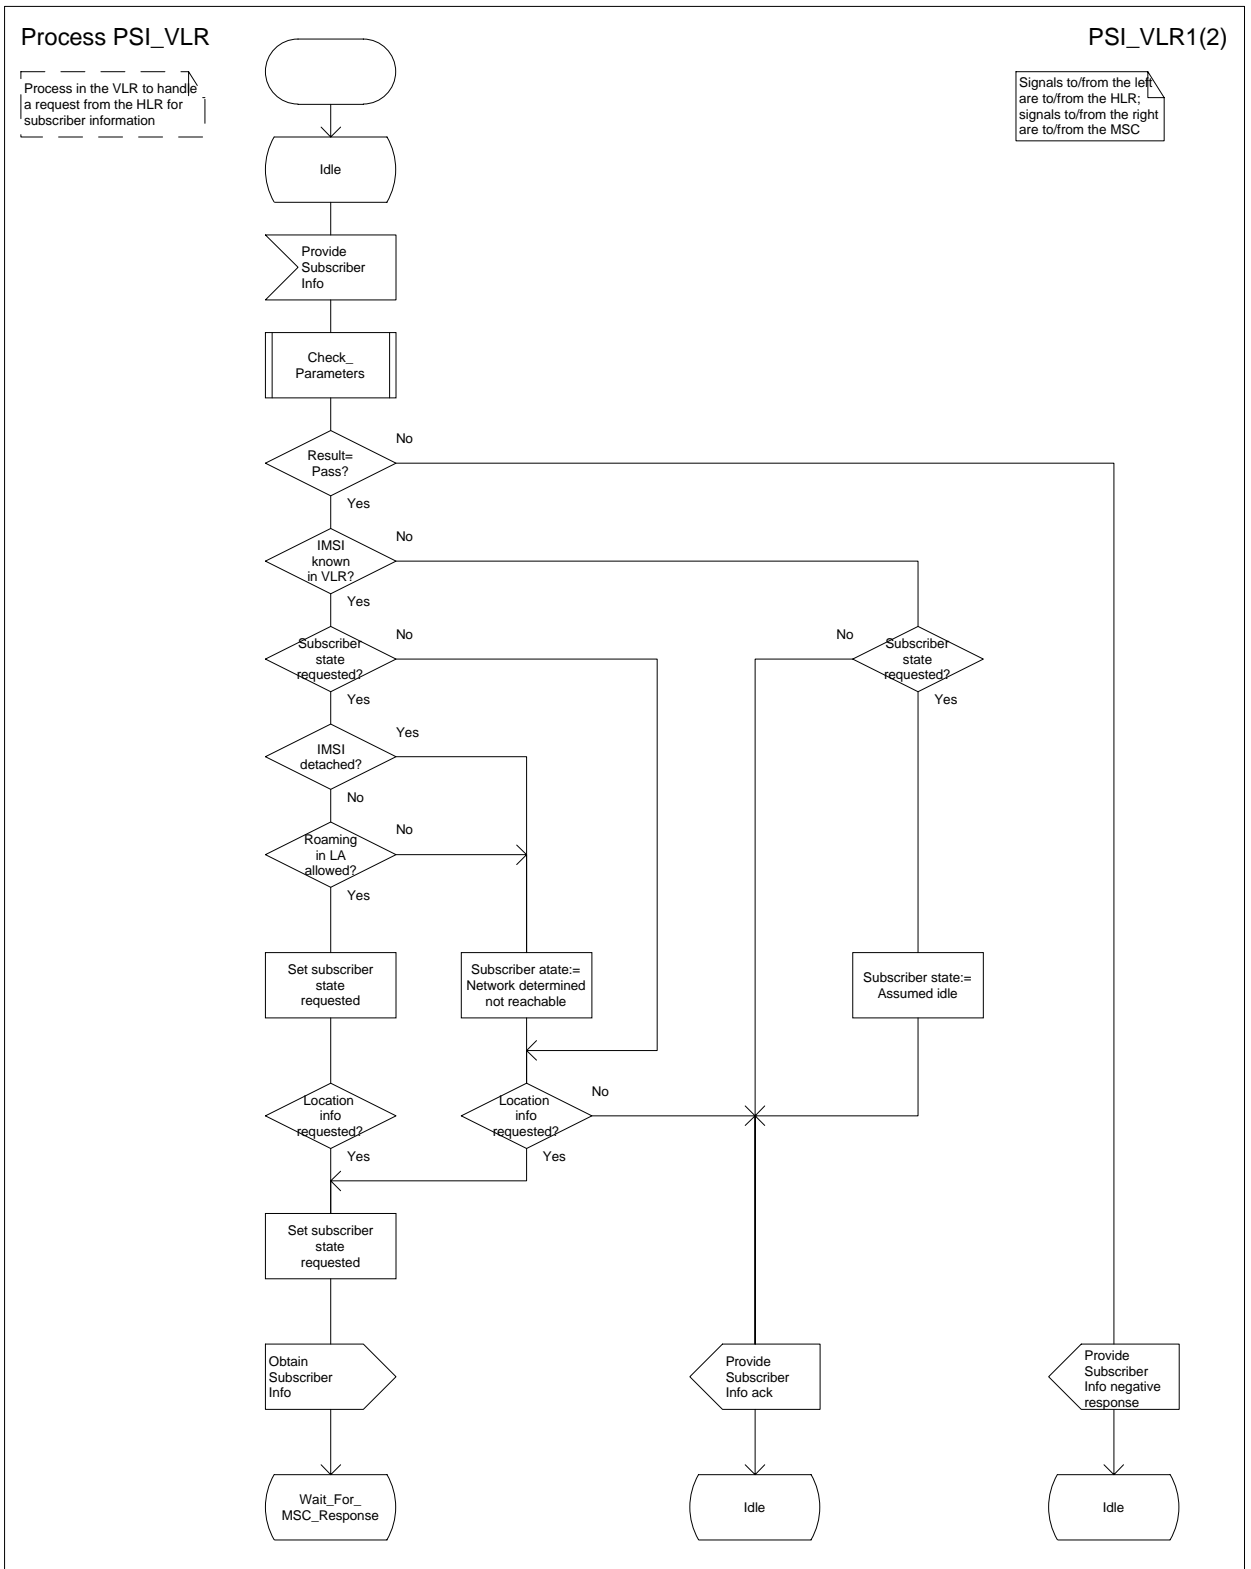 Process PSI_VLR
PSI_VLR1(2)
Process in the VLR to handle
a request from the HLR for
subscriber information
Signals to/from the left
are to/from the HLR;
signals to/from the right
are to/from the MSC
Idle
Provide
Subscriber
Info
Check_
Parameters
Result=
Pass?
No
Yes
IMSI
known
in VLR?
No
Yes
Subscriber
state
requested?
No
Yes
No
Subscriber
state
requested?
Yes
IMSI
detached?
Yes
No
Roaming
in LA
allowed?
No
Yes
Set subscriber
state
requested
Subscriber atate:=
Network determined
not reachable
Subscriber state:=
Assumed idle
Location
info
requested?
Yes
Location
info
requested?
No
Yes
Set subscriber
state
requested
Obtain
Subscriber
Info
Provide
Subscriber
Info ack
Provide
Subscriber
Info negative
response
Wait_For_
MSC_Response
Idle
Idle